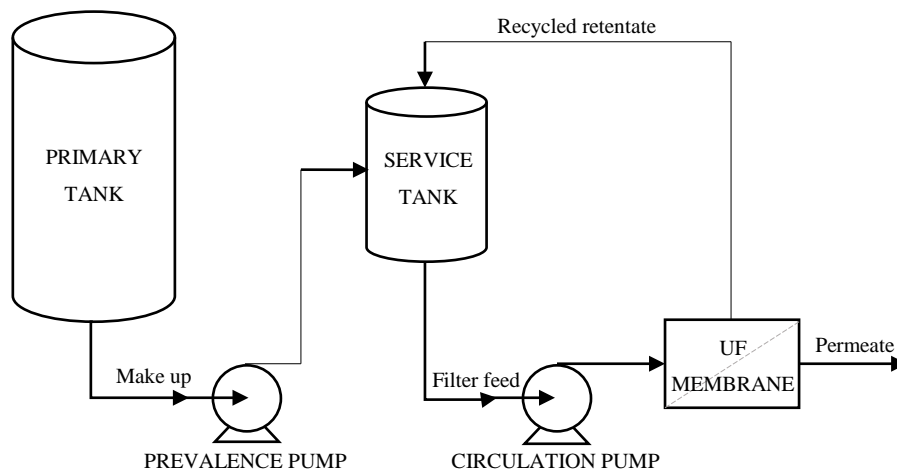 Recycled retentate
PRIMARY
TANK
SERVICE
TANK
UF
MEMBRANE
Permeate
Make up
Filter feed
PREVALENCE PUMP
CIRCULATION PUMP